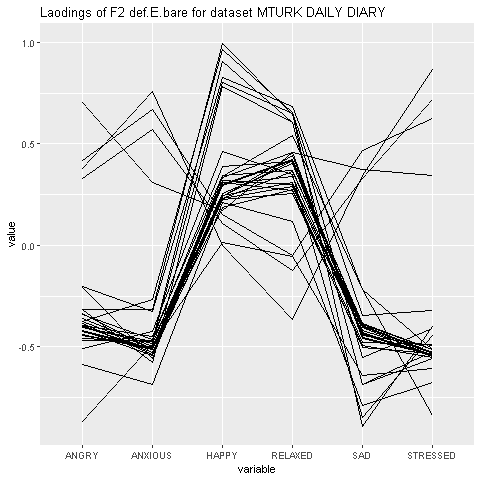 Laodings of F2 def.E.bare for dataset MTURK DAILY DIARY
1.0
0.5
0.0
-0.5
value
ANGRY ANXIOUS HAPPY RELAXED SAD STRESSED
variable